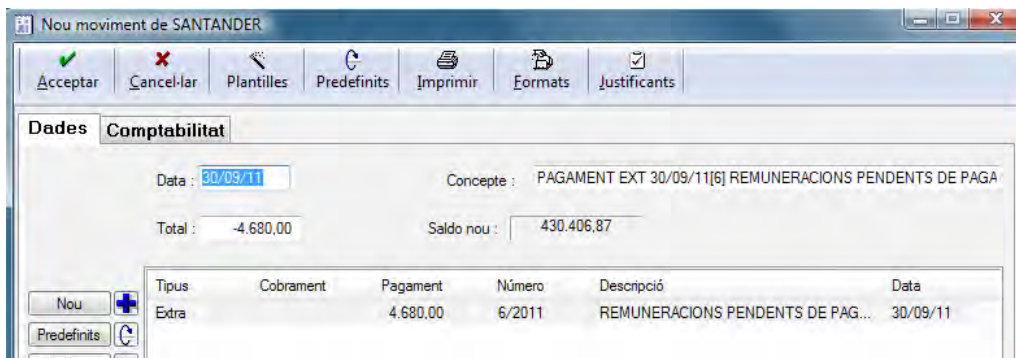 Nou moviment de SANTANDER
Acceptar Cancel·lar Plantilles Predefinits Imprimir Formats Justificants
Dades Comptabilitat
Data : 30/09/11 Concepte : PAGAMENT EXT 30/09/11[6] REMUNERACIONS PENDENTS DE PAGA
Total : -4.680,00 Saldo nou : 430.406,87
Tipus Cobrament Pagament Número Descripció Data
Nou
Extra 4.680,00 6/2011 REMUNERACIONS PENDENTS DE PAG... 30/09/11
Predefinits